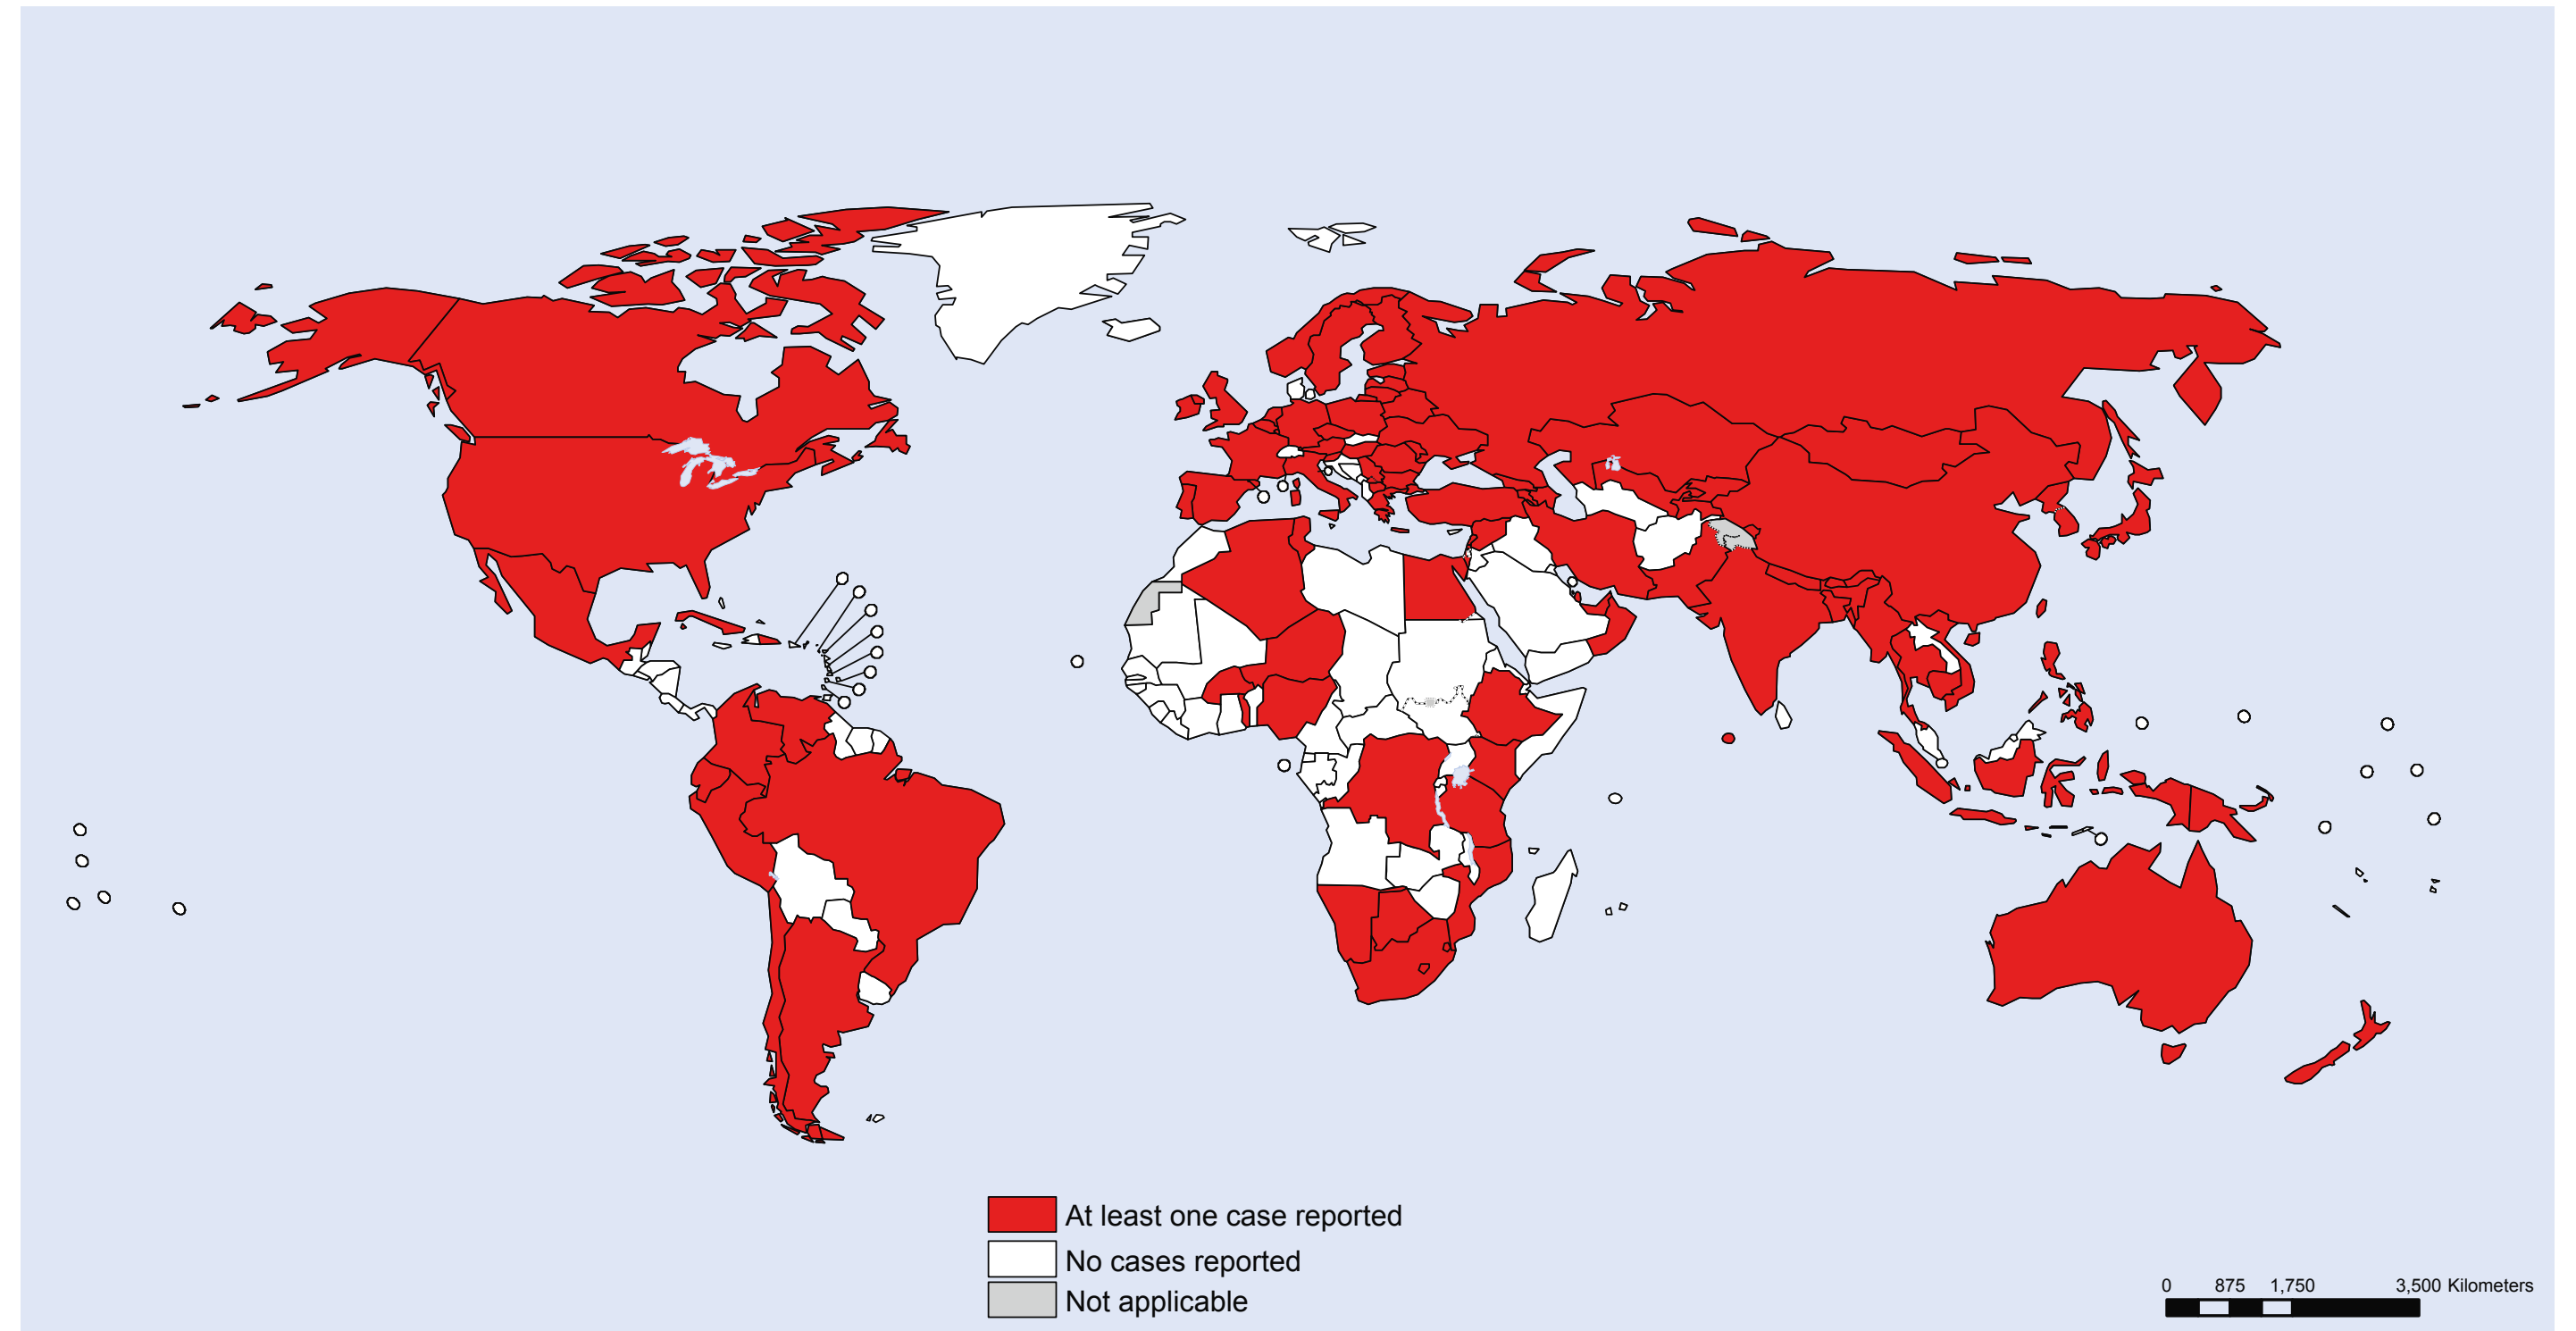 At least one case reported
No cases reported
Not applicable
0 875 1,750 3,500 Kilometers